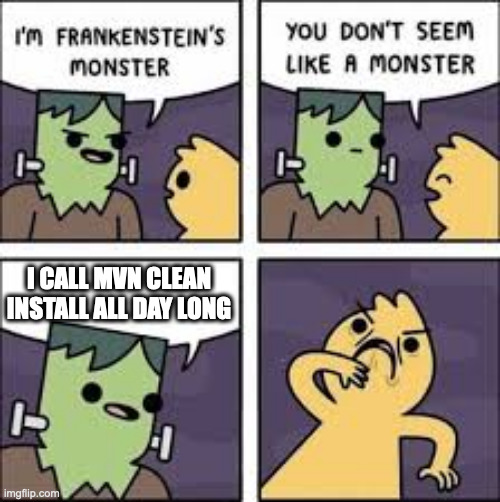 I'M FRANKENSTEIN'S
MONSTER
YOU DON'T SEEM
LIKE A MONSTER
I CALL MVN CLEAN
INSTALL ALL DAY LONG
imgflip.com